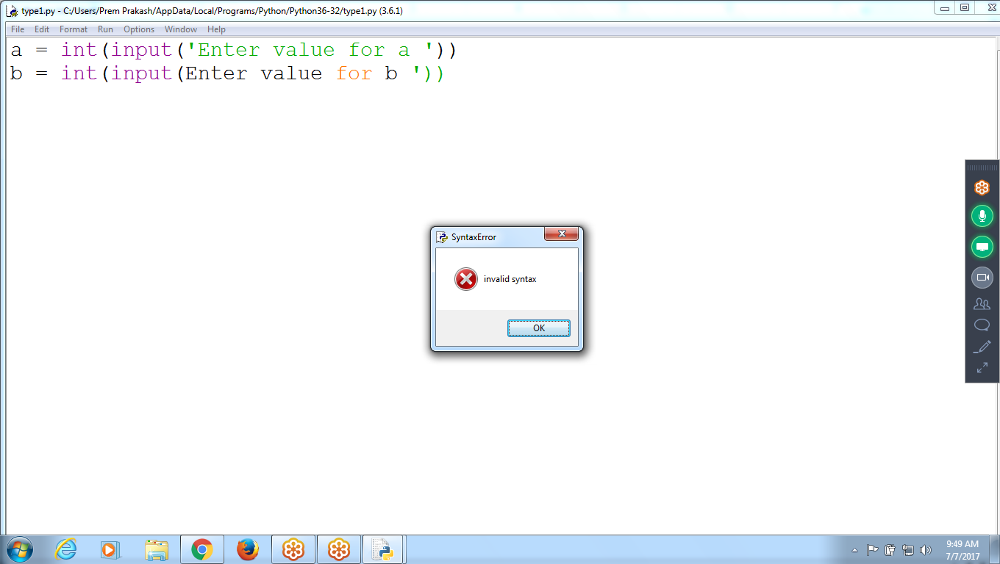 type1.py - C:/Users/Prem Prakash/AppData/Local/Programs/Python/Python36-32/type1.py (3.6.1)
File Edit Format Run Options Window Help
a = int(input('Enter value for a '))
b = int(input(Enter value for b '))
SyntaxError
invalid syntax
OK
9:49 AM
7/7/2017